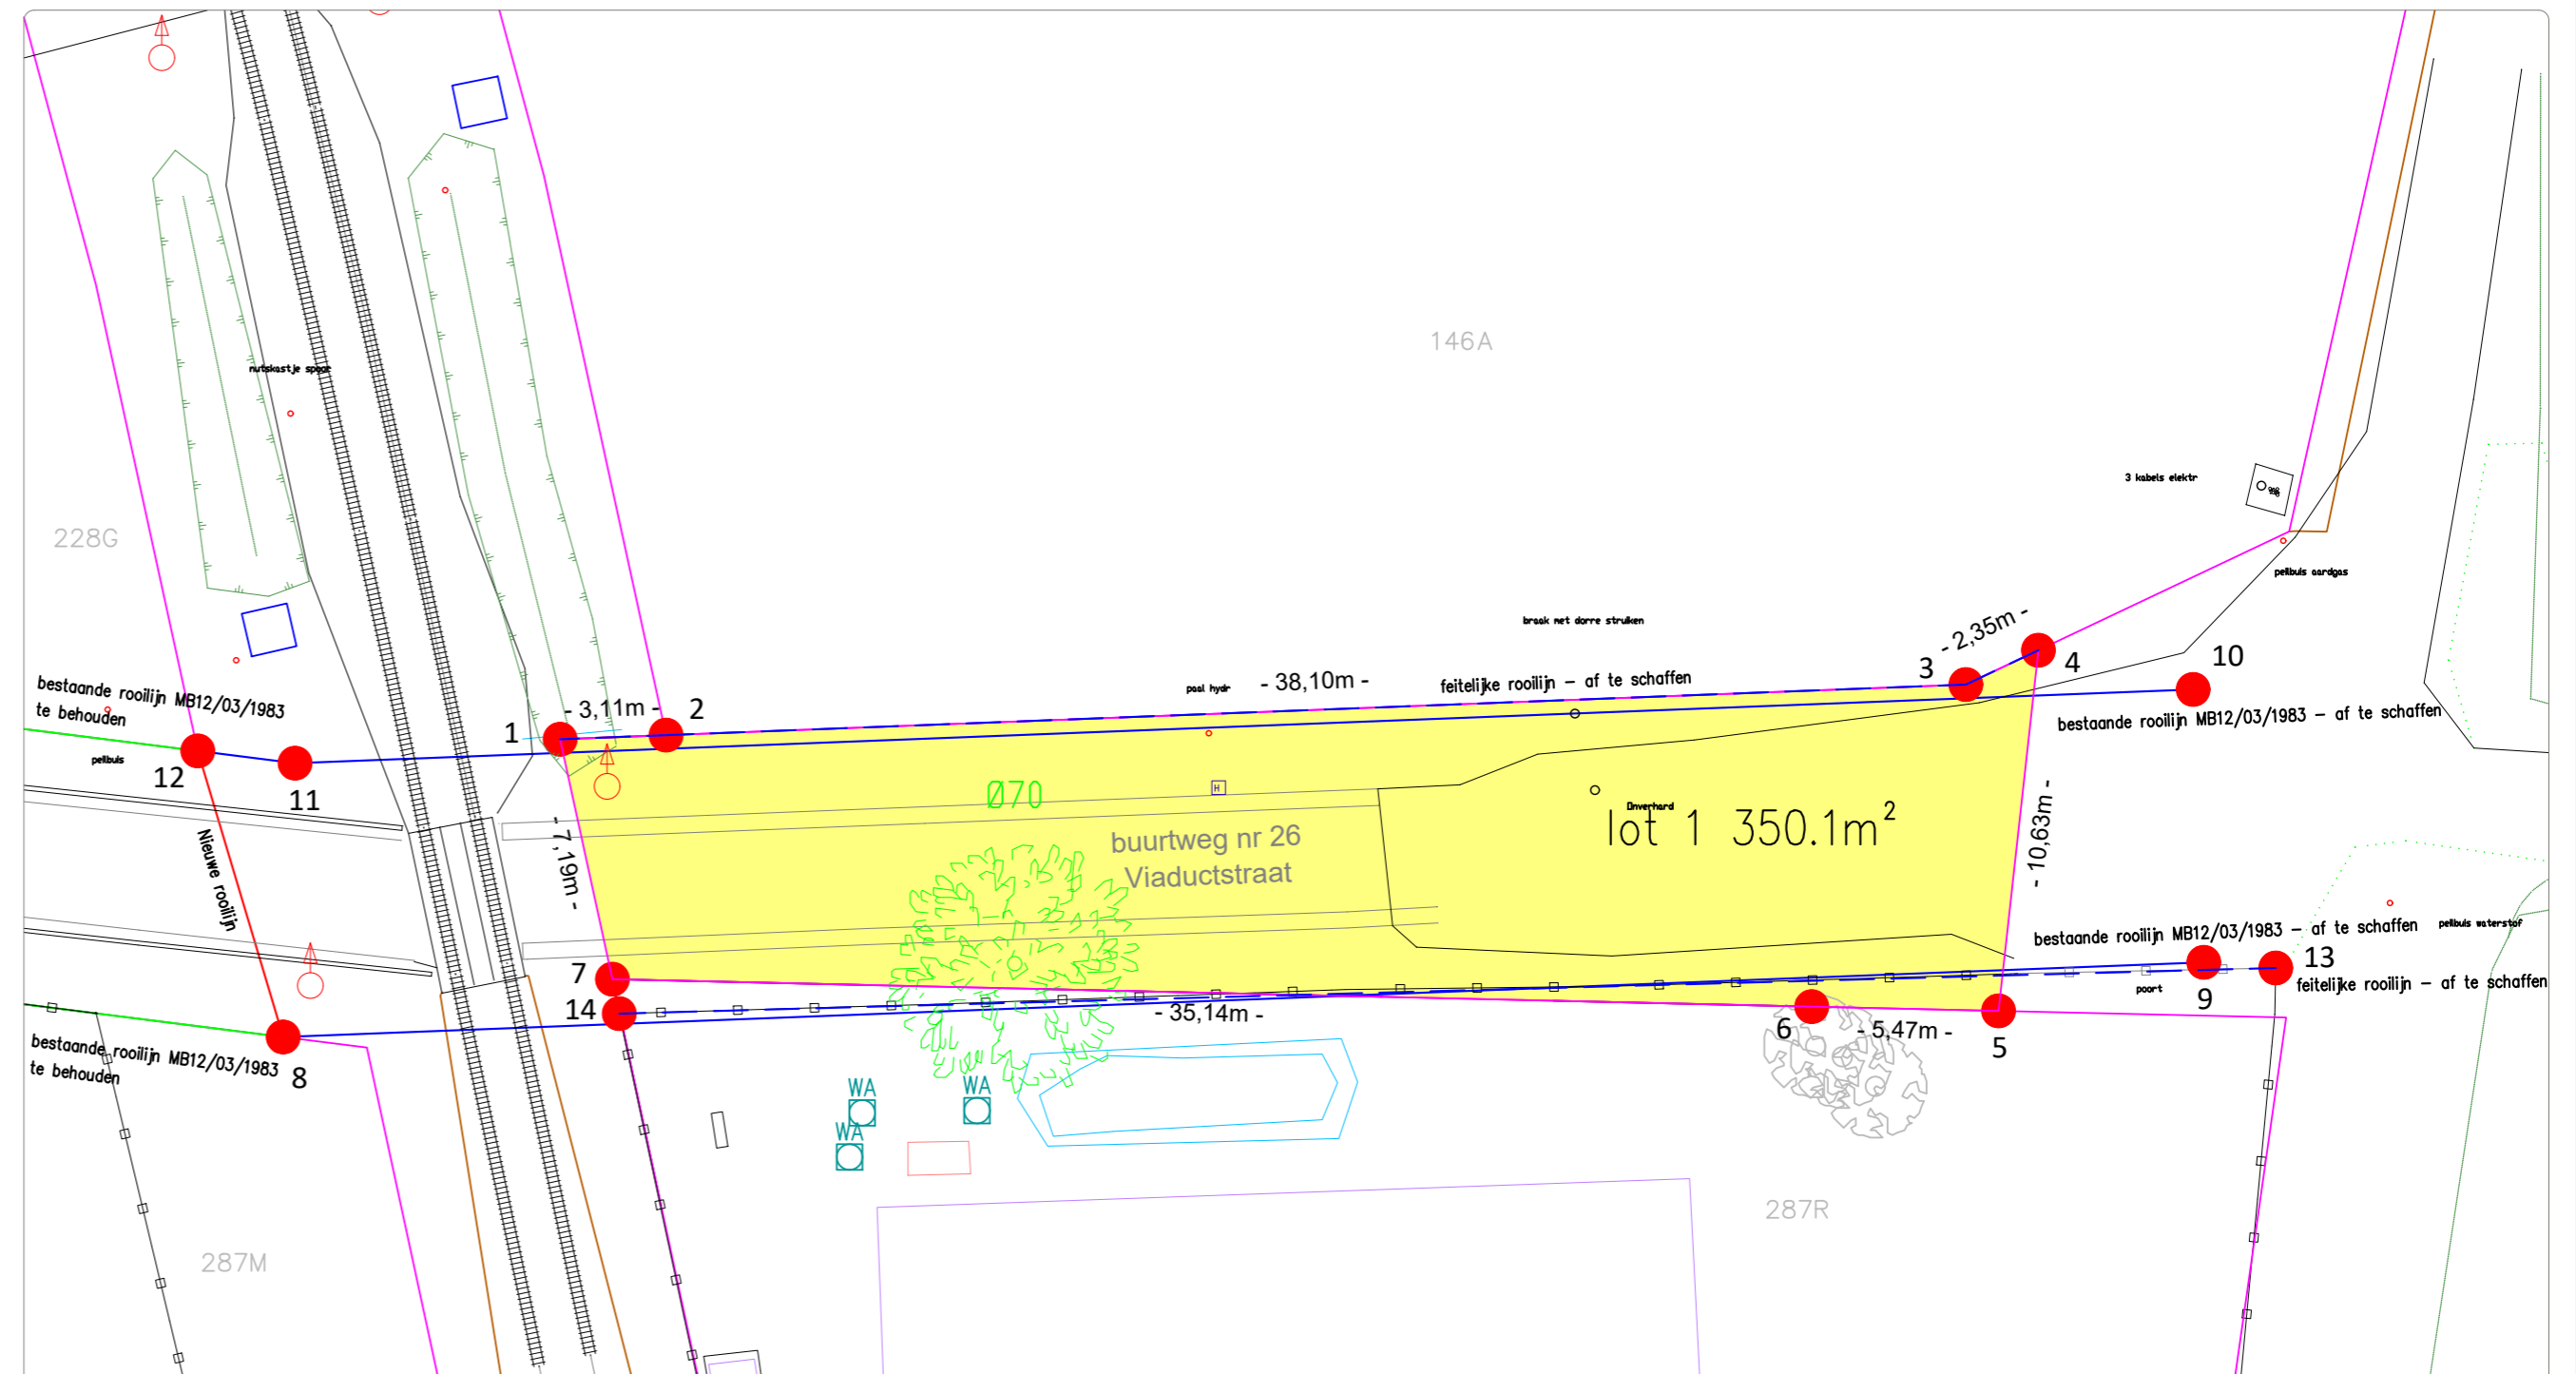 146A
nutskastje spoor
3 kabels elektr
228G
pellbuis aardgas
braak met dorre struiken
- 2,35m -
3
4
10
bestaande rooilijn MB12/03/1983
te behouden
paal hydr
- 38,10m -
feitelijke rooilijn – af te schaffen
- 3,11m -
1
2
bestaande rooilijn MB12/03/1983 – af te schaffen
pellbuis
12
11
H
Ø70
Onverhard
lot 1 350.1m²
buurtweg nr 26
Viaductstraat
- 7,19m -
- 10,63m -
Nieuwe rooilijn
bestaande rooilijn MB12/03/1983 – af te schaffen
pellbuis waterstof
7
13
14
poort
9
feitelijke rooilijn – af te schaffen
- 35,14m -
6
- 5,47m -
5
bestaande rooilijn MB12/03/1983
te behouden
8
WA
WA
WA
287R
287M